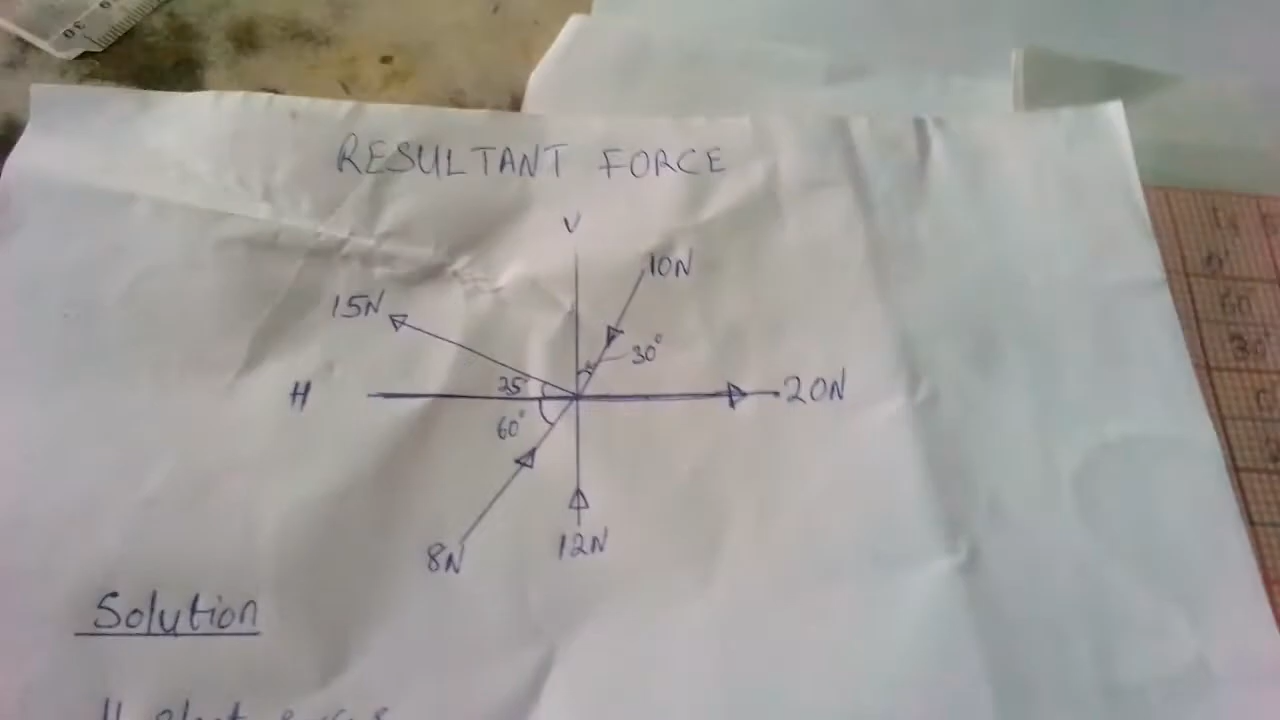 RESULTANT FORCE
V
10N
15N
30°
H
25°
20N
60°
8N
12N
Solution